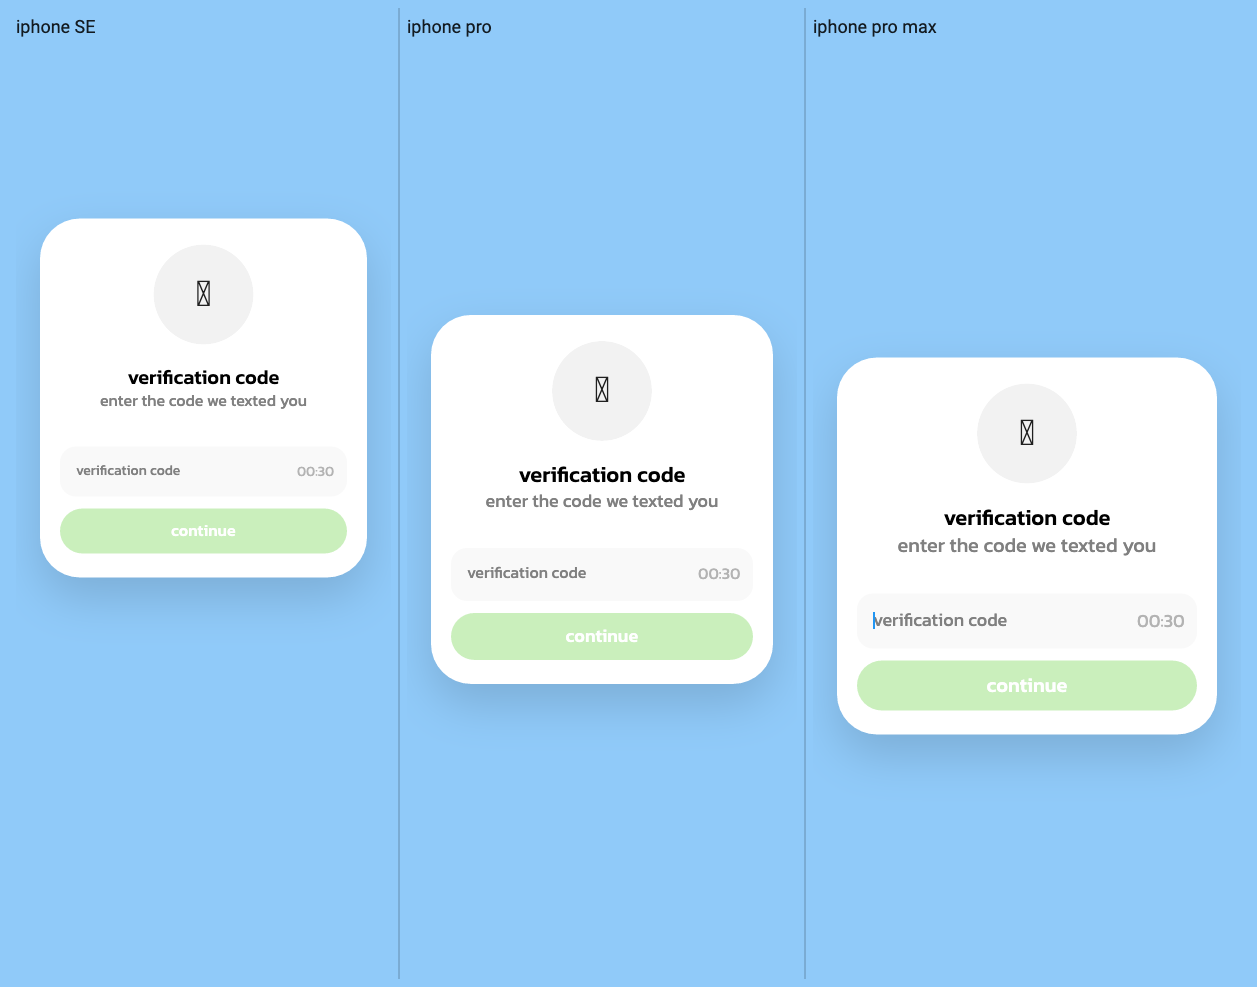 iphone SE
verification code
enter the code we texted you
verification code 00:30
continue
iphone pro
verification code
enter the code we texted you
verification code 00:30
continue
iphone pro max
verification code
enter the code we texted you
verification code 00:30
continue